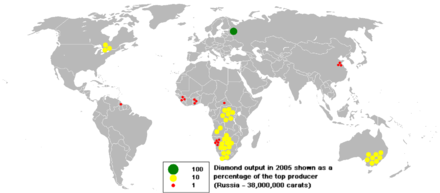 100
10
1
Diamond output in 2005 shown as a
percentage of the top producer
(Russia - 38,000,000 carats)